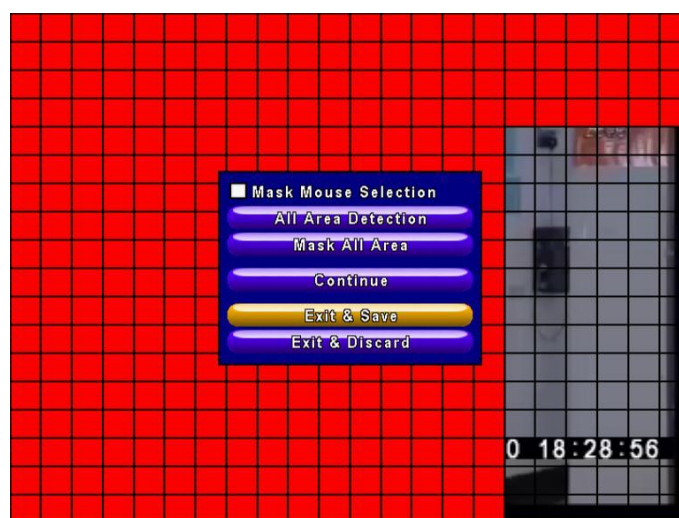 Mask Mouse Selection
All Area Detection
Mask All Area
Continue
Exit & Save
Exit & Discard
0 18:28:56